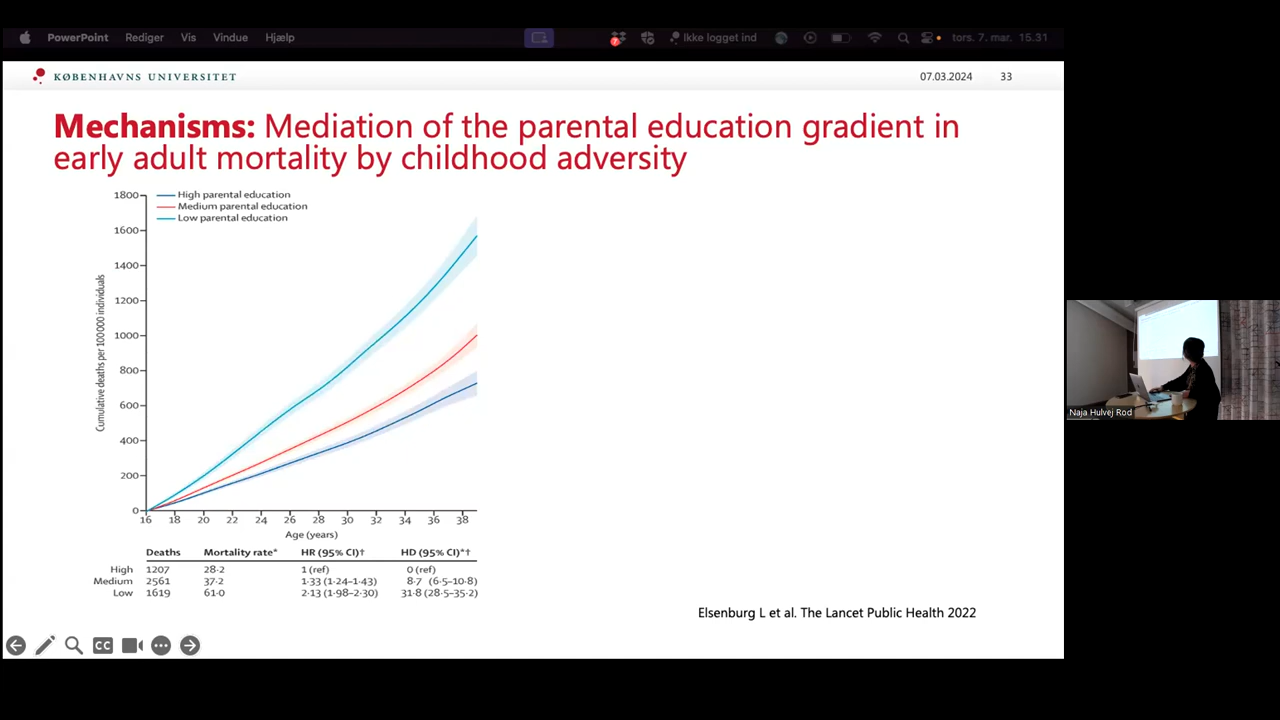 PowerPoint Rediger Vis Vindue Hjælp 7 Ikke logget ind tors. 7. mar. 15.31
KØBENHAVNS UNIVERSITET 07.03.2024 33
Mechanisms: Mediation of the parental education gradient in
early adult mortality by childhood adversity
High parental education
Medium parental education
Low parental education
Cumulative deaths per 100 000 individuals
1800
1600
1400
1200
1000
800
600
400
200
0
16 18 20 22 24 26 28 30 32 34 36 38
Age (years)
Deaths Mortality rate* HR (95% CI)† HD (95% CI)*†
High 1207 28·2 1 (ref) 0 (ref)
Medium 2561 37·2 1·33 (1·24–1·43) 8·7 (6·5–10·8)
Low 1619 61·0 2·13 (1·98–2·30) 31·8 (28·5–35·2)
Elsenburg L et al. The Lancet Public Health 2022
CC
Naja Hulvej Rod